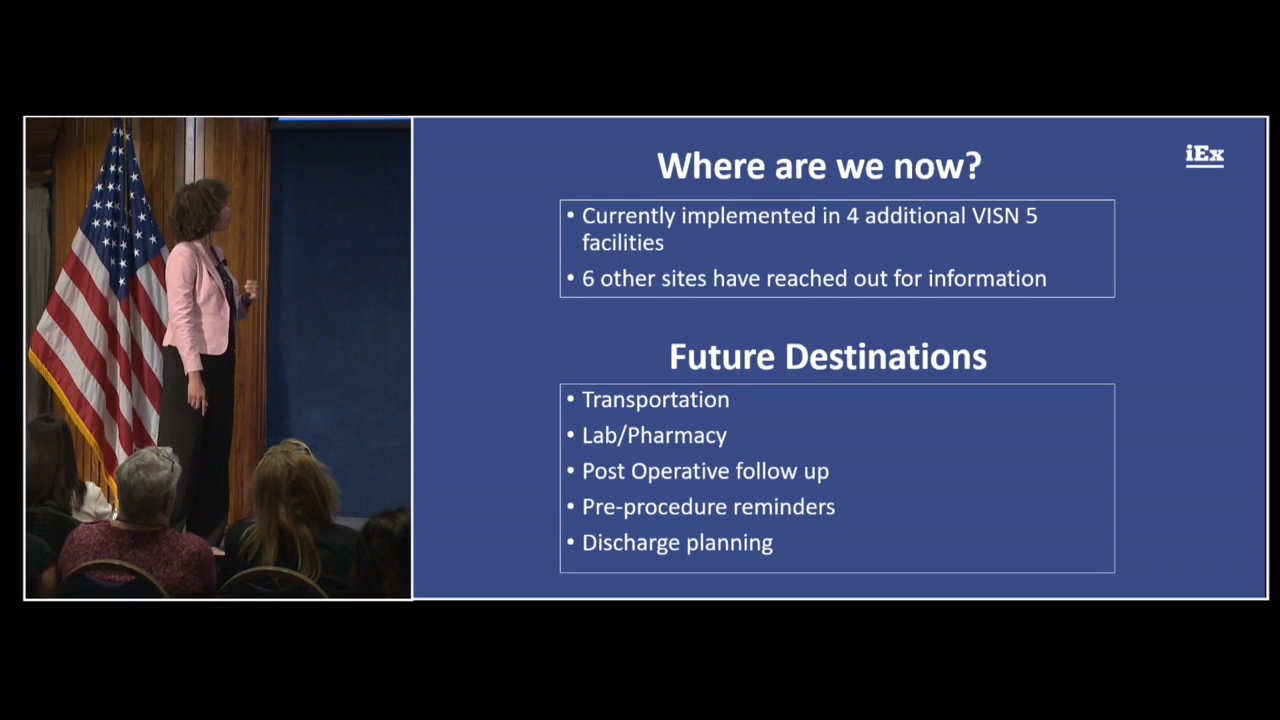 iEx
Where are we now?
• Currently implemented in 4 additional VISN 5
facilities
• 6 other sites have reached out for information
Future Destinations
• Transportation
• Lab/Pharmacy
• Post Operative follow up
• Pre-procedure reminders
• Discharge planning